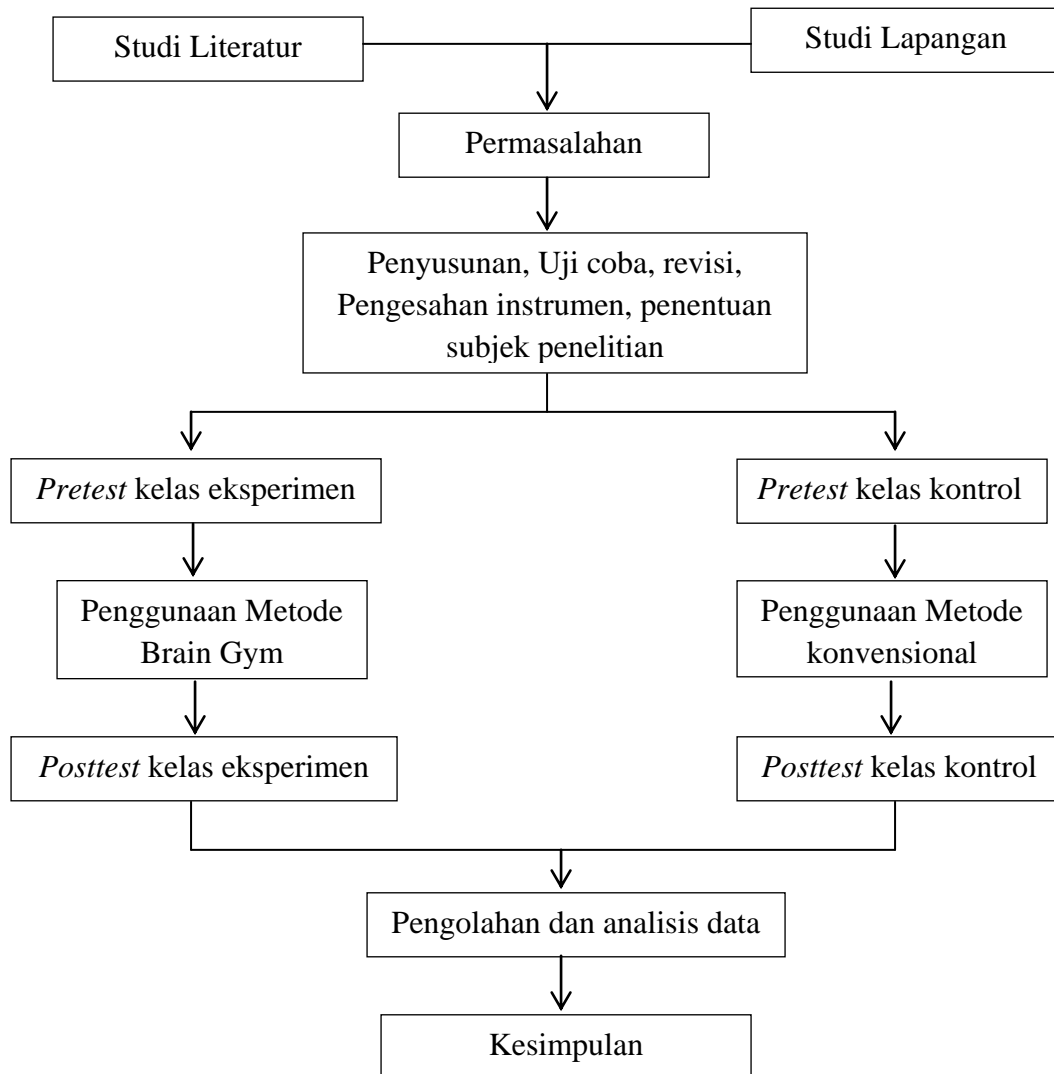 Studi Literatur
Studi Lapangan
Permasalahan
Penyusunan, Uji coba, revisi,
Pengesahan instrumen, penentuan
subjek penelitian
Pretest kelas eksperimen
Pretest kelas kontrol
Penggunaan Metode
Brain Gym
Penggunaan Metode
konvensional
Posttest kelas eksperimen
Posttest kelas kontrol
Pengolahan dan analisis data
Kesimpulan